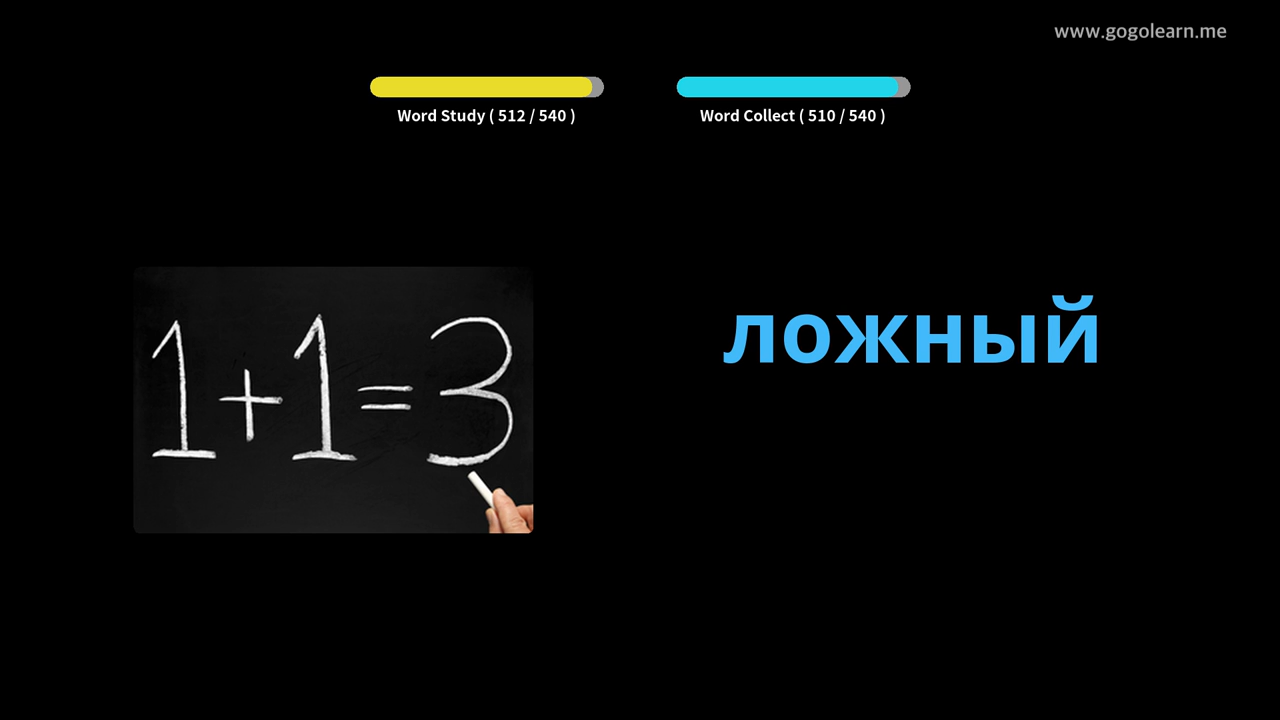 www.gogolearn.me
Word Study ( 512 / 540 )
Word Collect ( 510 / 540 )
1+1=3
ложный